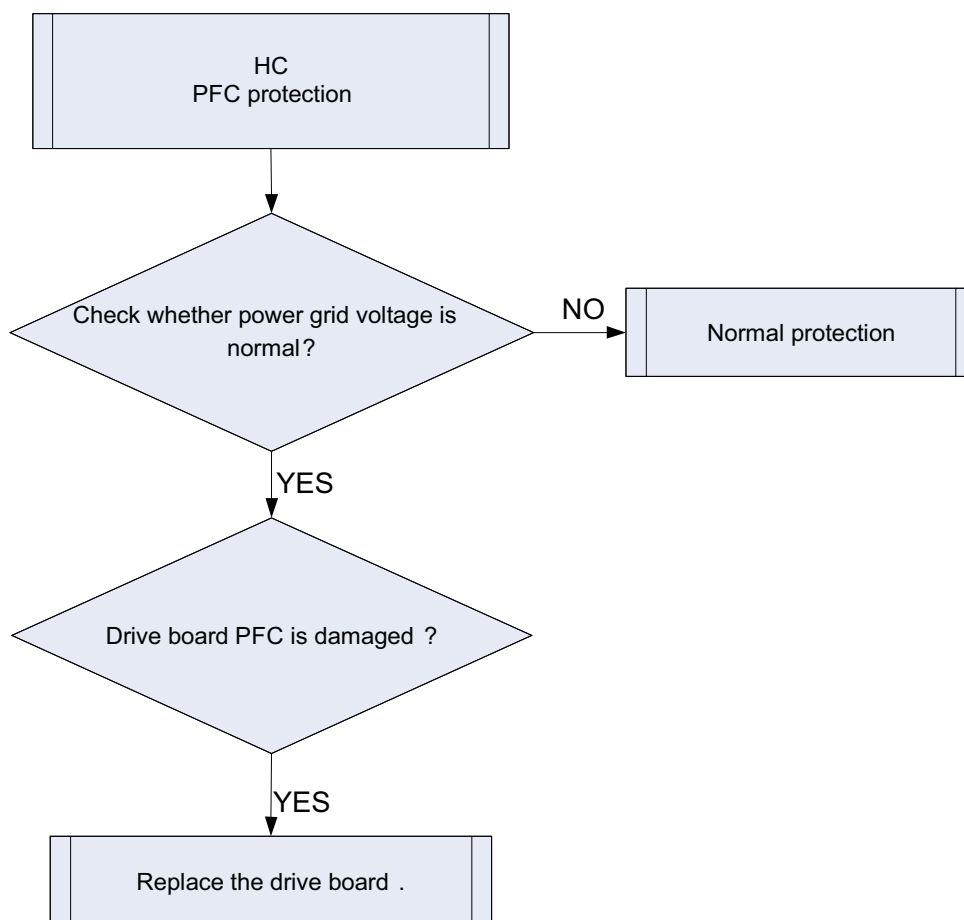 HC
PFC protection
Check whether power grid voltage is
normal?
NO
Normal protection
YES
Drive board PFC is damaged ?
YES
Replace the drive board .